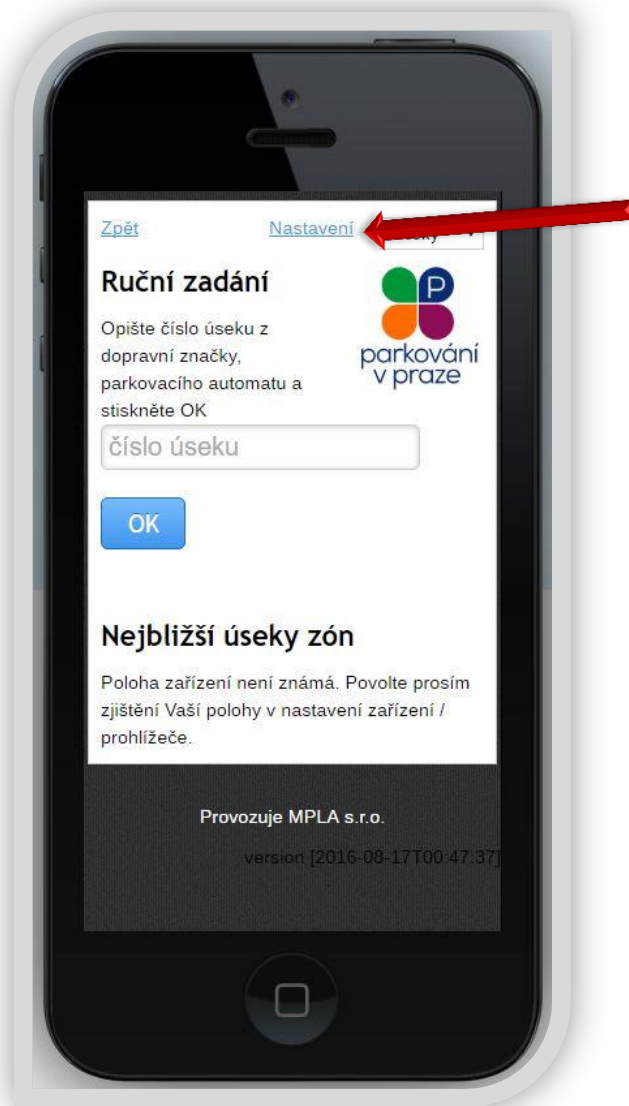 Zpět Nastavení
Ruční zadání
Opište číslo úseku z
dopravní značky,
parkovacího automatu a
stiskněte OK
P
parkování
v praze
číslo úseku
OK
Nejbližší úseky zón
Poloha zařízení není známá. Povolte prosím
zjištění Vaší polohy v nastavení zařízení /
prohlížeče.
Provozuje MPLA s.r.o.
version [2016-08-17T00:47:37]